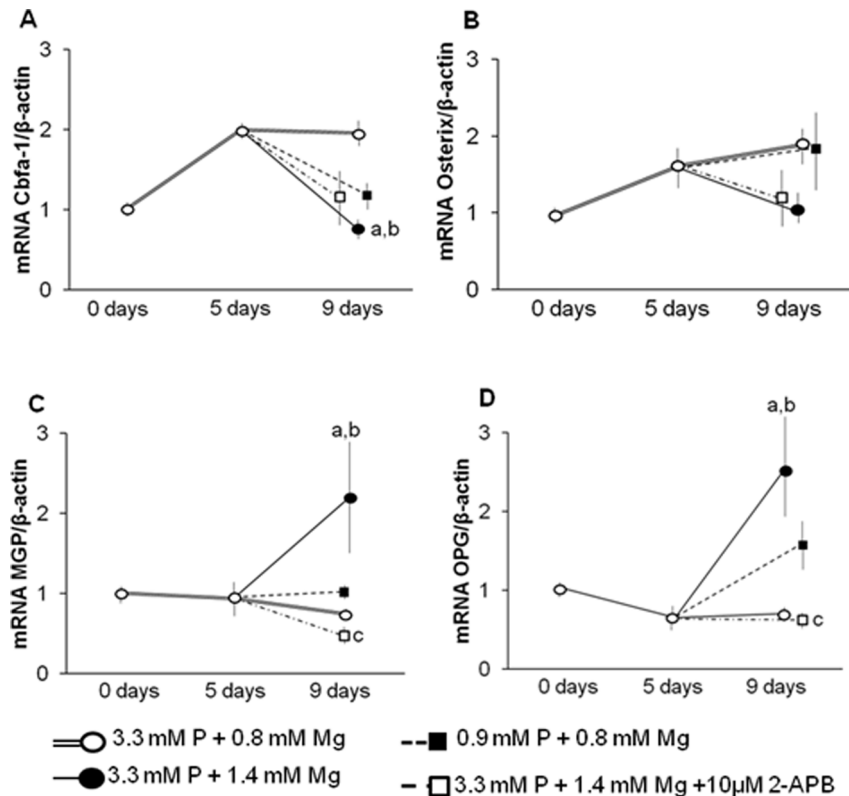 A
mRNA Cbfa-1/β-actin
3
2
1
0
a,b
0 days 5 days 9 days
B
mRNA Osterix/β-actin
3
2
1
0
0 days 5 days 9 days
C
mRNA MGP/β-actin
3
2
1
0
a,b
c
0 days 5 days 9 days
D
mRNA OPG/β-actin
3
2
1
0
a,b
c
0 days 5 days 9 days
3.3 mM P + 0.8 mM Mg
0.9 mM P + 0.8 mM Mg
3.3 mM P + 1.4 mM Mg
3.3 mM P + 1.4 mM Mg +10µM 2-APB